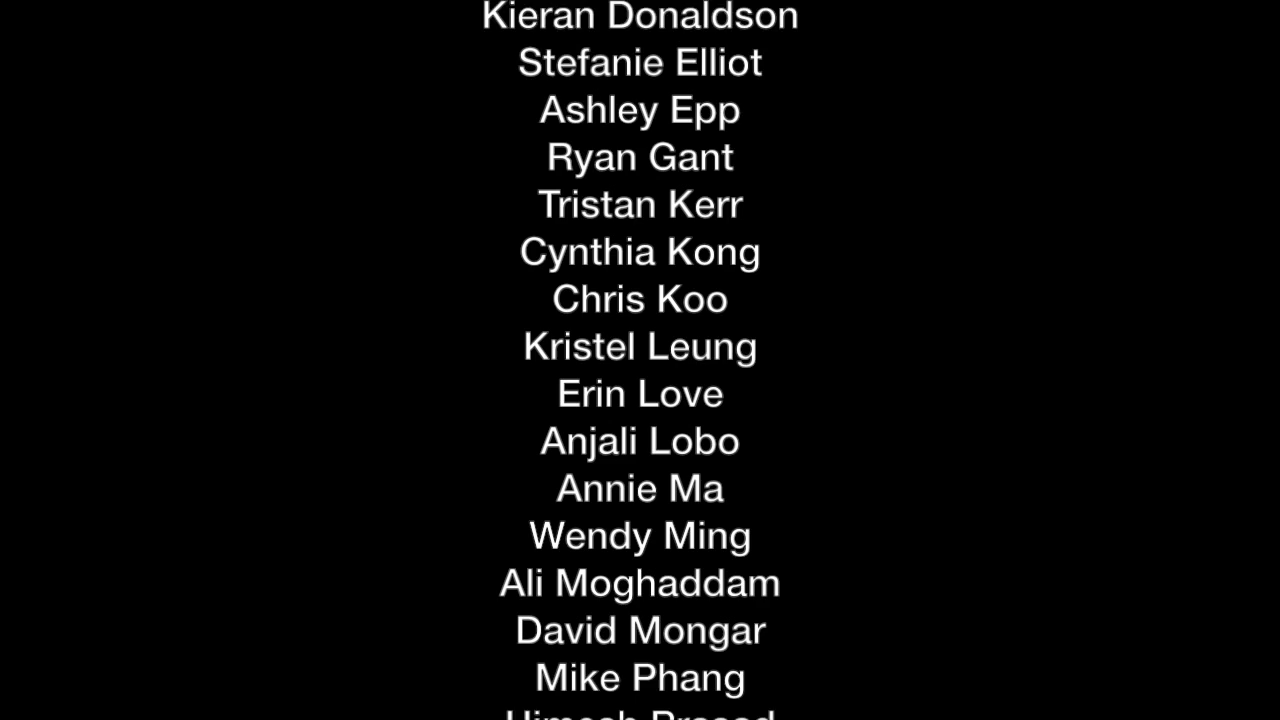 Kieran Donaldson
Stefanie Elliot
Ashley Epp
Ryan Gant
Tristan Kerr
Cynthia Kong
Chris Koo
Kristel Leung
Erin Love
Anjali Lobo
Annie Ma
Wendy Ming
Ali Moghaddam
David Mongar
Mike Phang